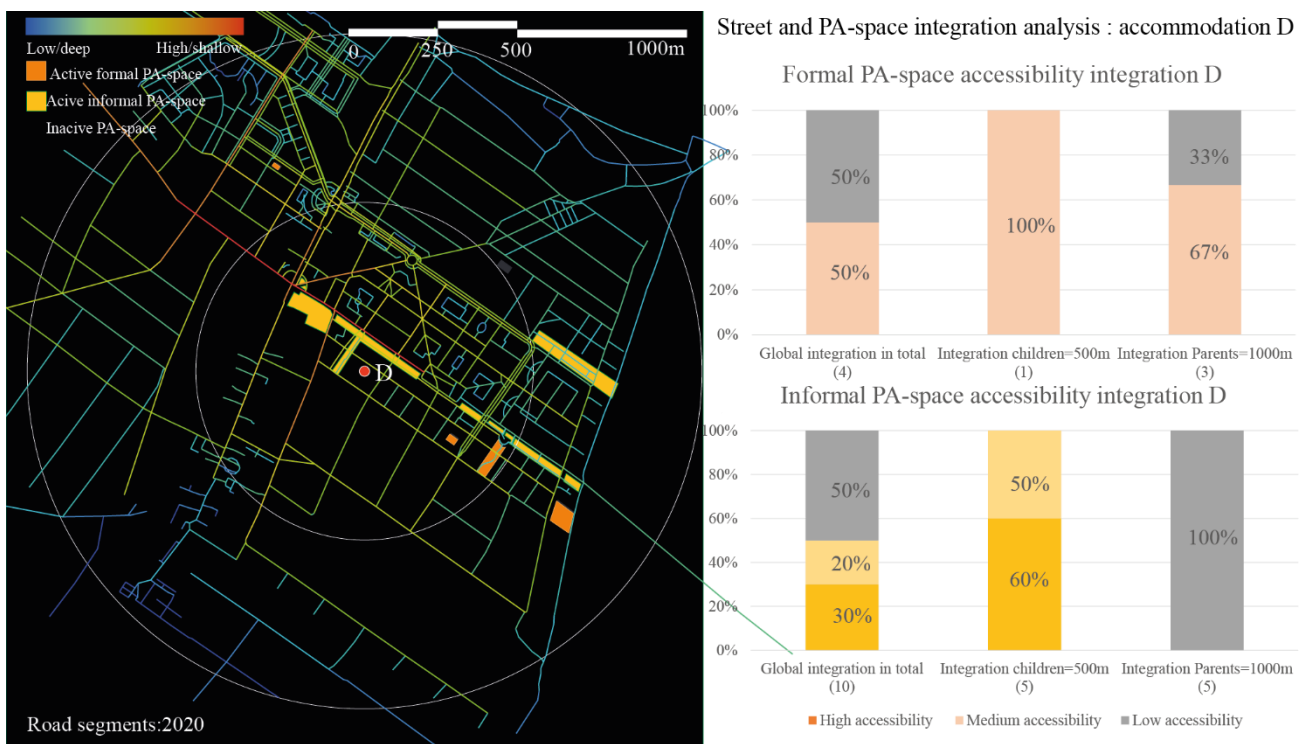 Low/deep High/shallow
Active formal PA-space
Acive informal PA-space
Inacive PA-space
0 250 500 1000m
D
Road segments:2020
Street and PA-space integration analysis : accommodation D
Formal PA-space accessibility integration D
100%
80%
60%
40%
20%
0%
50%
50%
100%
33%
67%
Global integration in total
(4)
Integration children=500m
(1)
Integration Parents=1000m
(3)
Informal PA-space accessibility integration D
100%
80%
60%
40%
20%
0%
50%
20%
30%
50%
60%
100%
Global integration in total
(10)
Integration children=500m
(5)
Integration Parents=1000m
(5)
High accessibility Medium accessibility Low accessibility